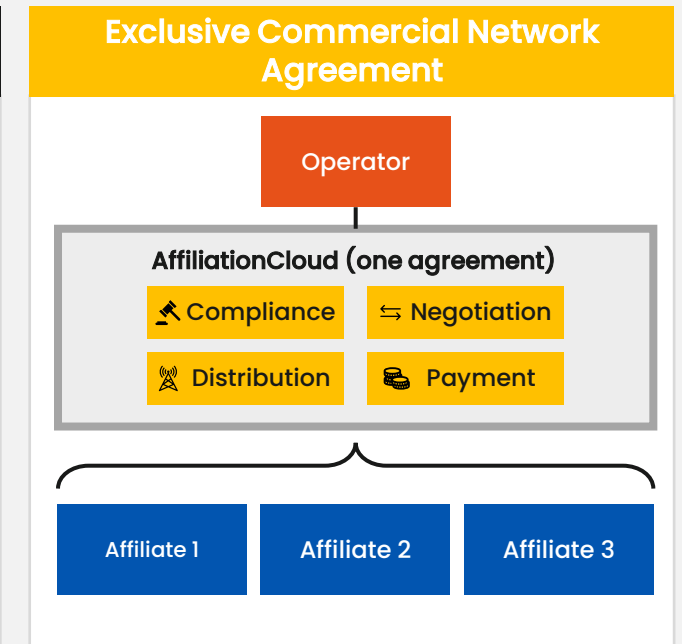 Exclusive Commercial Network
Agreement
Operator
AffiliationCloud (one agreement)
Compliance
Negotiation
Distribution
Payment
Affiliate 1
Affiliate 2
Affiliate 3